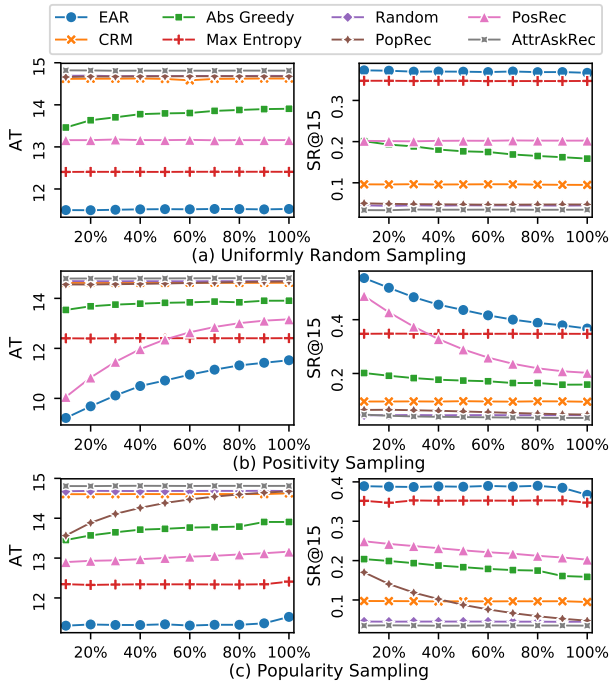 EAR Abs Greedy Random PosRec
CRM Max Entropy PopRec AttrAskRec
AT
15
14
13
12
20% 40% 60% 80% 100%
SR@15
0.3
0.2
0.1
20% 40% 60% 80% 100%
(a) Uniformly Random Sampling
AT
14
12
10
20% 40% 60% 80% 100%
SR@15
0.4
0.2
20% 40% 60% 80% 100%
(b) Positivity Sampling
AT
15
14
13
12
20% 40% 60% 80% 100%
SR@15
0.4
0.3
0.2
0.1
20% 40% 60% 80% 100%
(c) Popularity Sampling